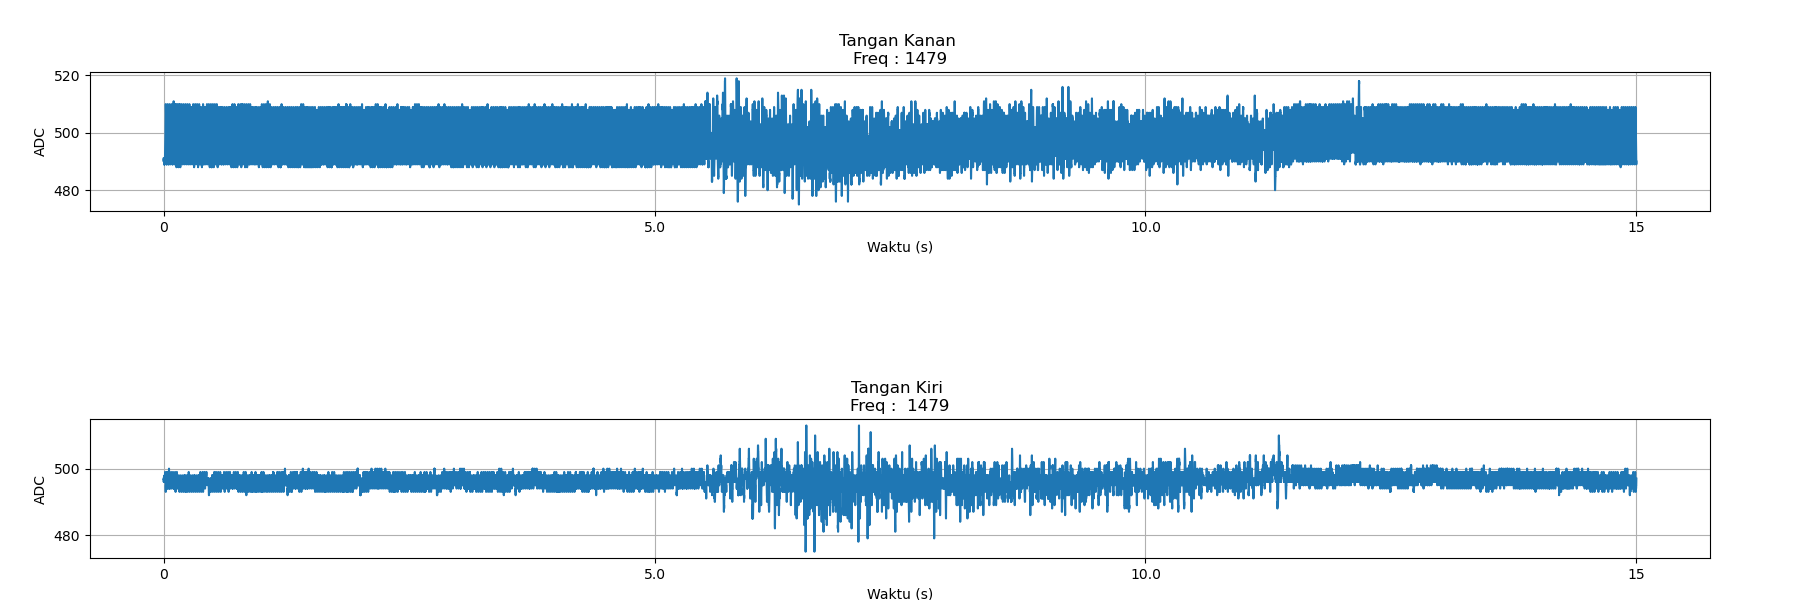 Tangan Kanan
Freq : 1479
520
500
480
ADC
0 5.0 10.0 15
Waktu (s)
Tangan Kiri
Freq :  1479
500
480
ADC
0 5.0 10.0 15
Waktu (s)